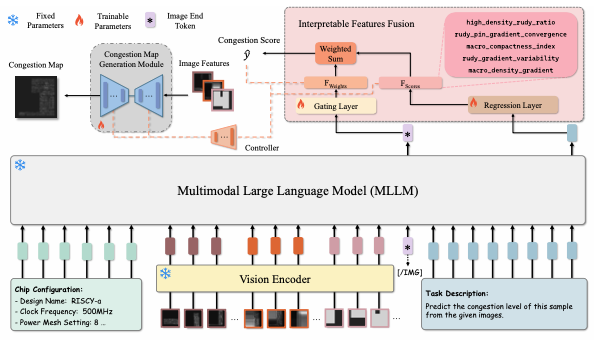 Fixed
Parameters
Trainable
Parameters
*
Image End
Token
Interpretable Features Fusion
high_density_rudy_ratio
rudy_pin_gradient_convergence
macro_compactness_index
rudy_gradient_variability
macro_density_gradient
Congestion Score
ŷ
Weighted
Sum
F Weights
F Scores
Gating Layer
Regression Layer
Congestion Map
Generation Module
Congestion Map
Image Features
...
...
...
Controller
*
Multimodal Large Language Model (MLLM)
*
[/IMG]
Chip Configuration:
- Design Name: RISCY-a
- Clock Frequency: 500MHz
- Power Mesh Setting: 8 ...
Vision Encoder
...
...
...
Task Description:
Predict the congestion level of this sample
from the given images.